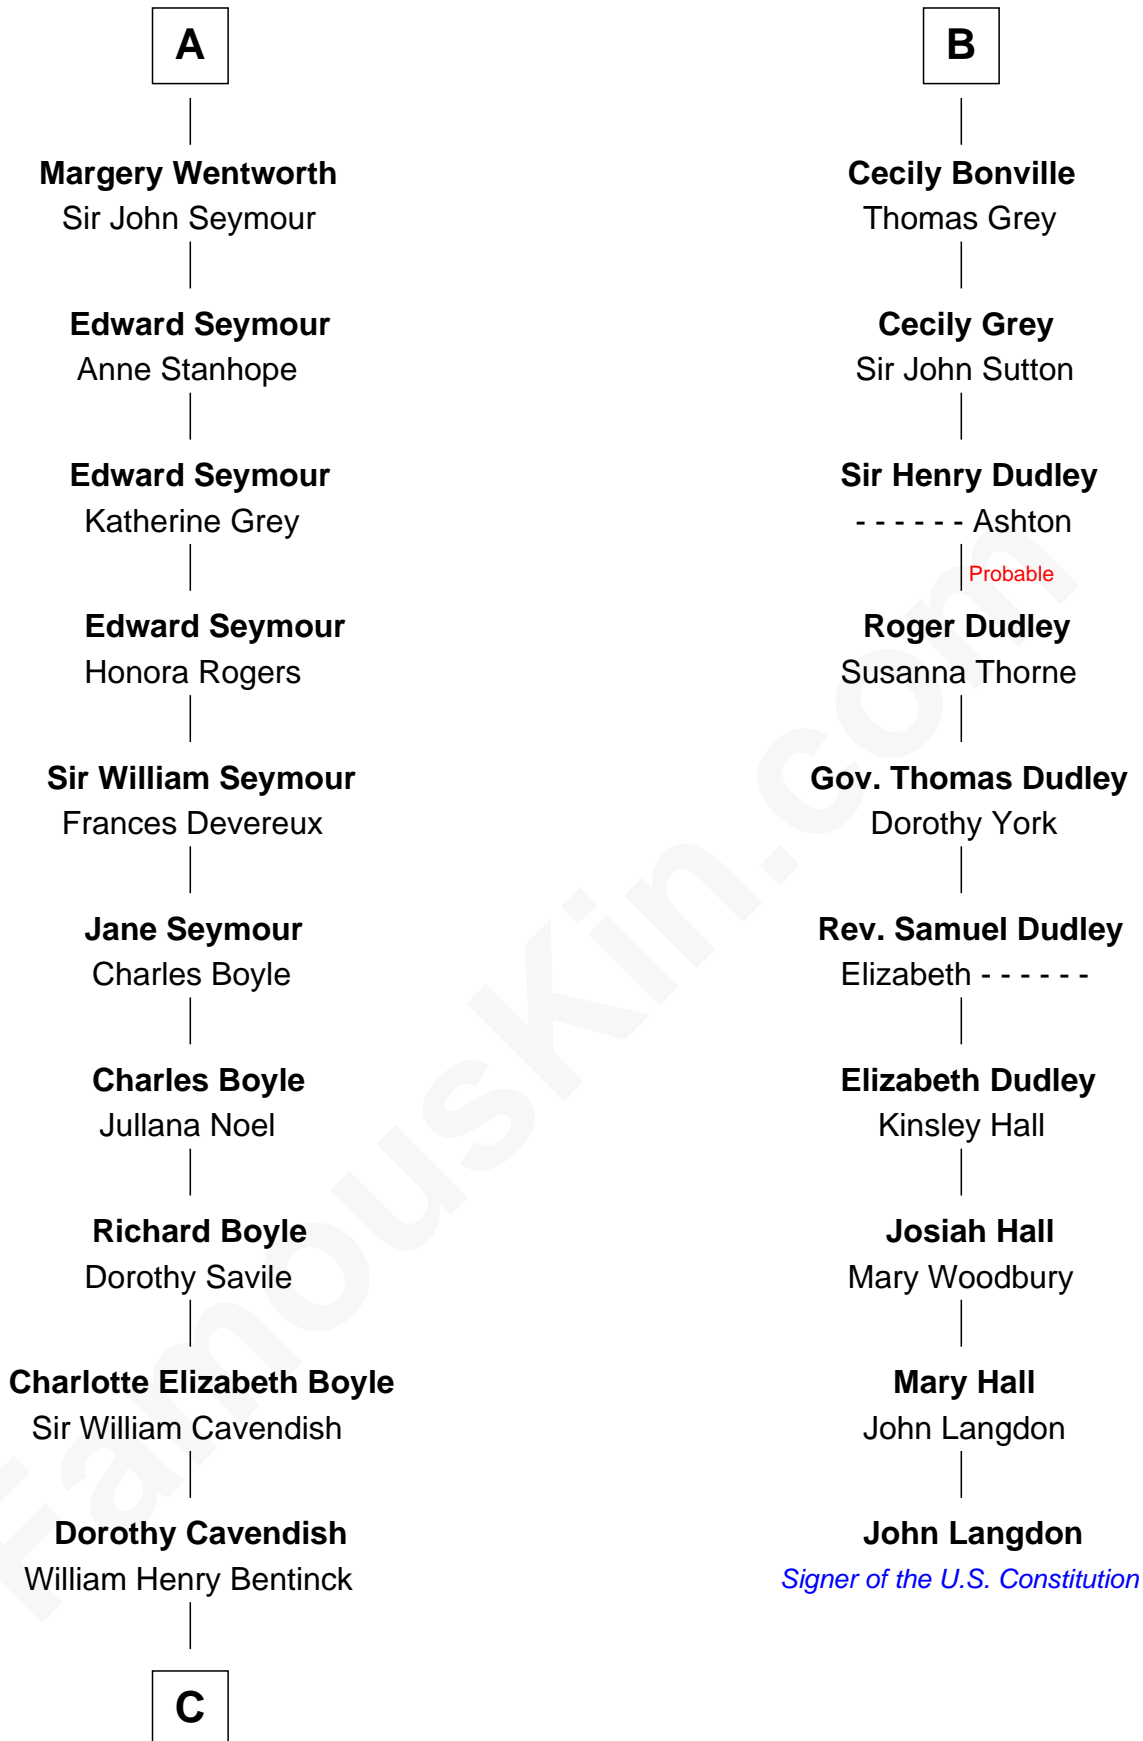 A
Margery Wentworth
Sir John Seymour
Edward Seymour
Anne Stanhope
Edward Seymour
Katherine Grey
Edward Seymour
Honora Rogers
Sir William Seymour
Frances Devereux
Jane Seymour
Charles Boyle
Charles Boyle
Jullana Noel
Richard Boyle
Dorothy Savile
Charlotte Elizabeth Boyle
Sir William Cavendish
Dorothy Cavendish
William Henry Bentinck
C
B
Cecily Bonville
Thomas Grey
Cecily Grey
Sir John Sutton
Sir Henry Dudley
- - - - - - Ashton
Probable
Roger Dudley
Susanna Thorne
Gov. Thomas Dudley
Dorothy York
Rev. Samuel Dudley
Elizabeth - - - - - -
Elizabeth Dudley
Kinsley Hall
Josiah Hall
Mary Woodbury
Mary Hall
John Langdon
John Langdon
Signer of the U.S. Constitution
FamousKin.com